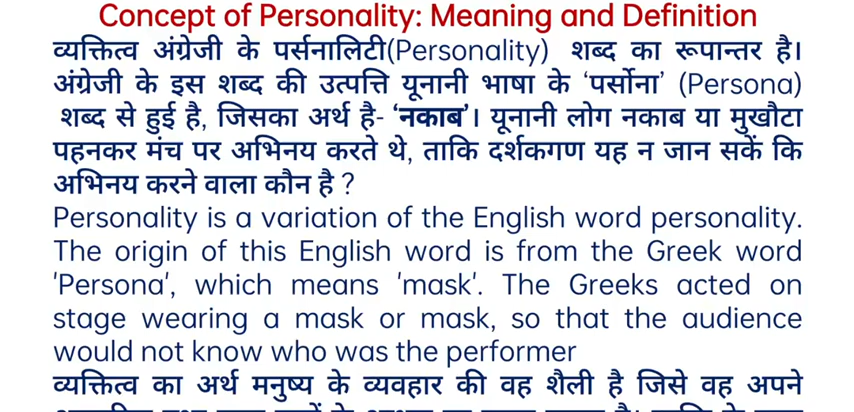 Concept of Personality: Meaning and Definition
व्यक्तित्व अंग्रेजी के पर्सनालिटी(Personality) शब्द का रूपान्तर है।
अंग्रेजी के इस शब्द की उत्पत्ति यूनानी भाषा के 'पर्सोना' (Persona)
शब्द से हुई है, जिसका अर्थ है- 'नकाब'। यूनानी लोग नकाब या मुखौटा
पहनकर मंच पर अभिनय करते थे, ताकि दर्शकगण यह न जान सकें कि
अभिनय करने वाला कौन है ?
Personality is a variation of the English word personality.
The origin of this English word is from the Greek word
'Persona', which means 'mask'. The Greeks acted on
stage wearing a mask or mask, so that the audience
would not know who was the performer
व्यक्तित्व का अर्थ मनुष्य के व्यवहार की वह शैली है जिसे वह अपने